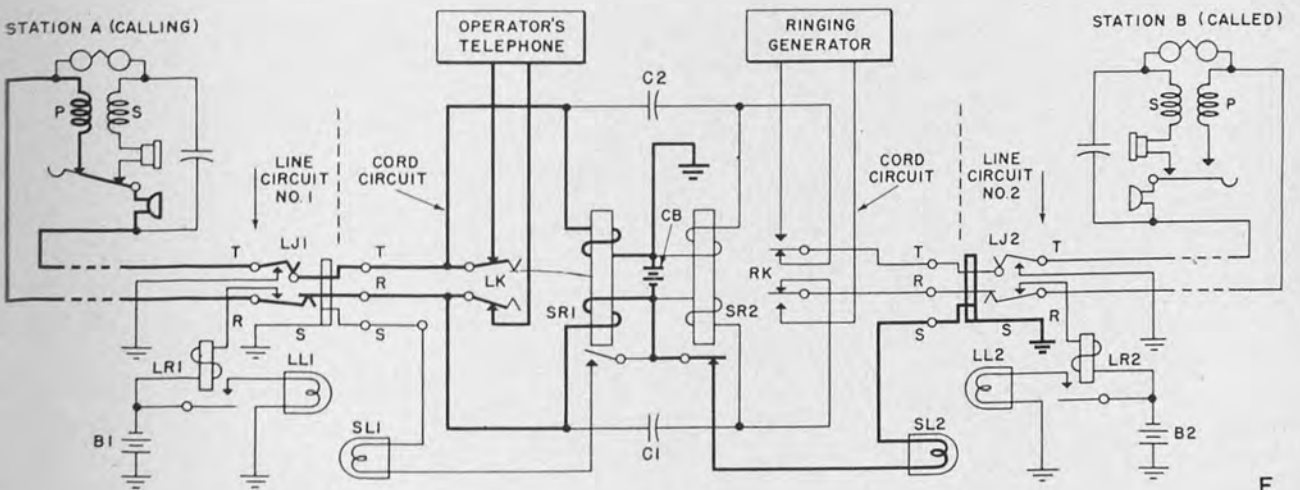 STATION A (CALLING)
OPERATOR'S
TELEPHONE
RINGING
GENERATOR
STATION B (CALLED)
C2
P
S
S
P
LINE
CIRCUIT
NO. 1
CORD
CIRCUIT
CORD
CIRCUIT
LINE
CIRCUIT
NO. 2
T
LJ1
T
CB
T
LJ2
T
LK
RK
R
R
R
R
SR1
SR2
S
S
S
S
LR1
LL1
LL2
LR2
B1
SL1
C1
SL2
B2
E